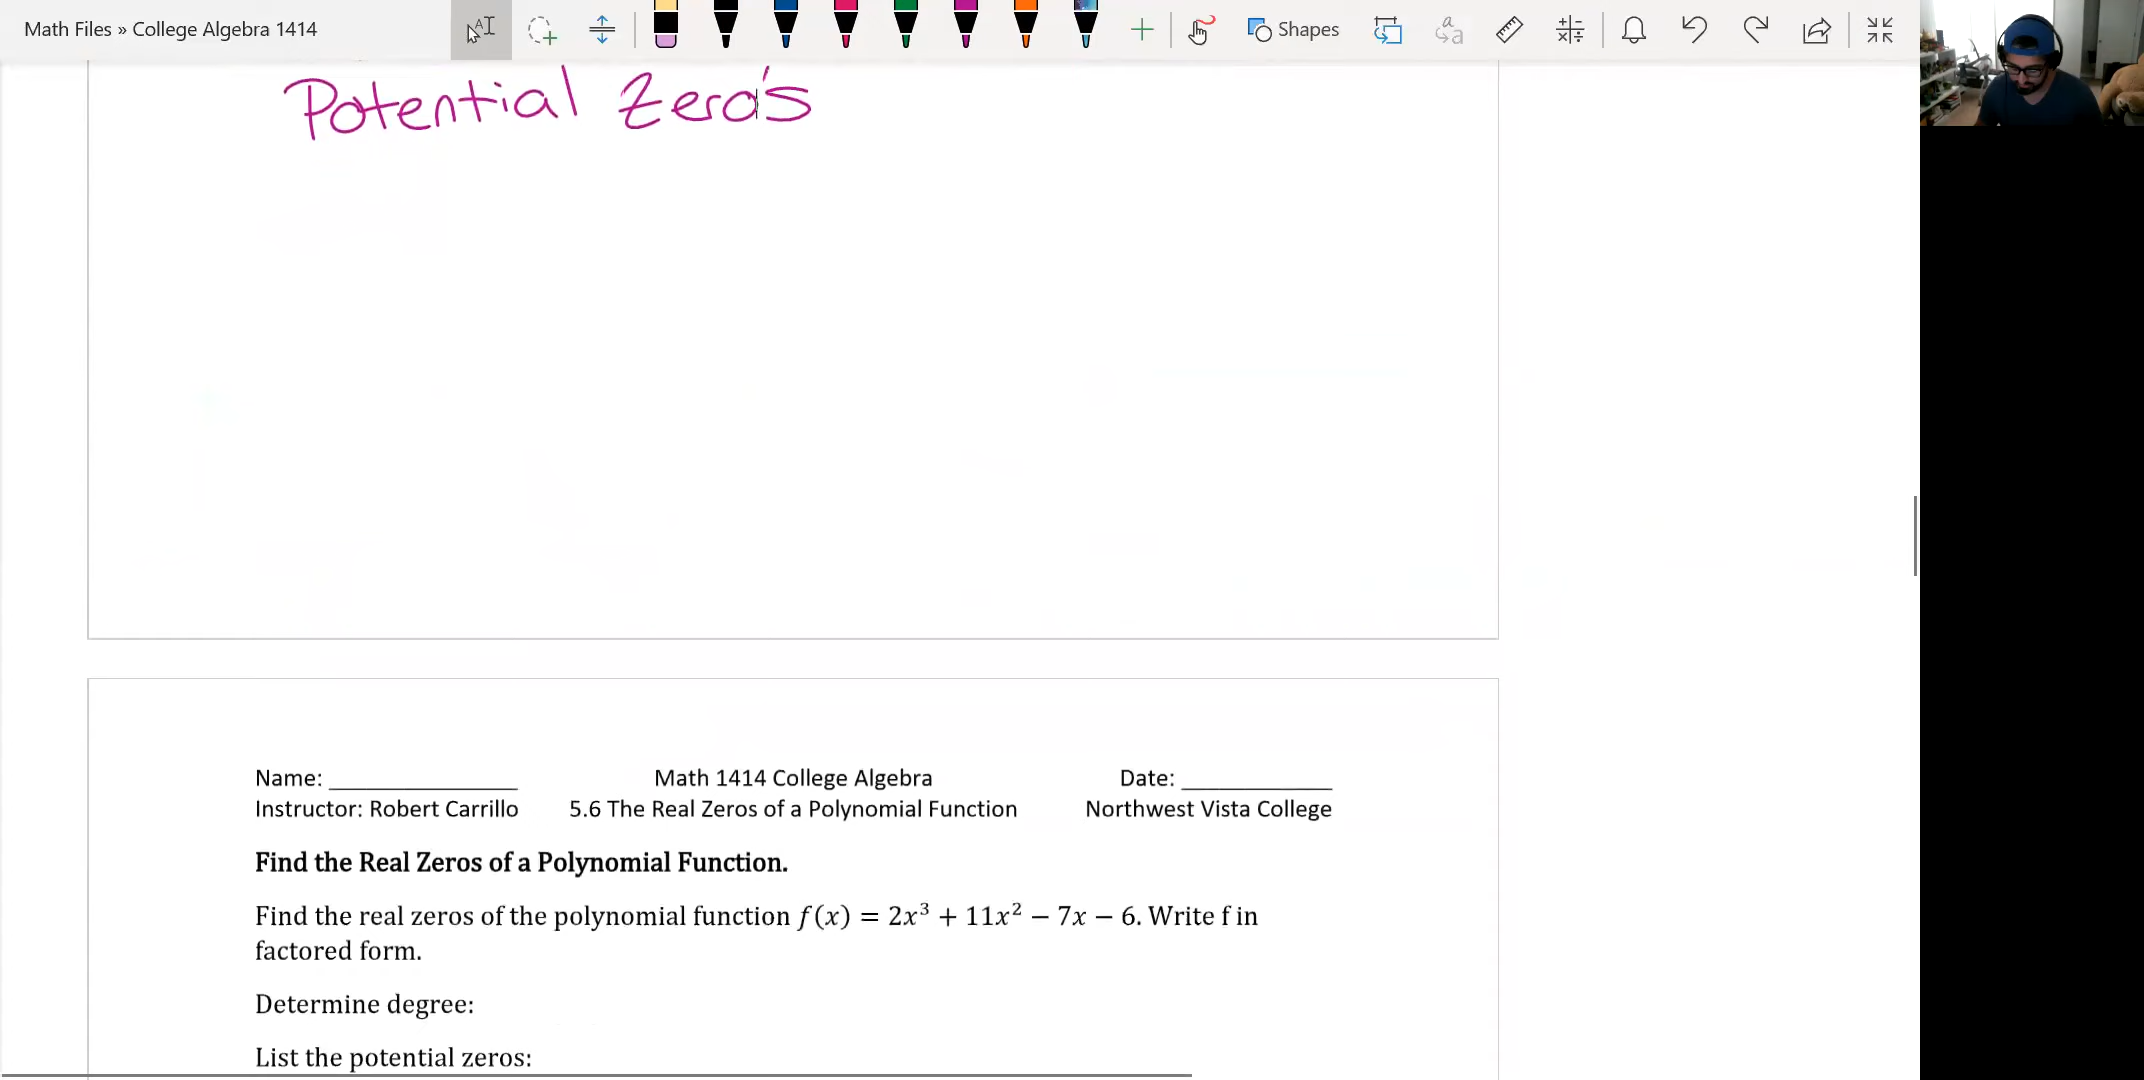 Math Files » College Algebra 1414
Shapes
Potential Zero's
Name: ______________ Math 1414 College Algebra Date: ___________
Instructor: Robert Carrillo 5.6 The Real Zeros of a Polynomial Function Northwest Vista College
Find the Real Zeros of a Polynomial Function.
Find the real zeros of the polynomial function f(x) = 2x³ + 11x² − 7x − 6. Write f in
factored form.
Determine degree:
List the potential zeros: